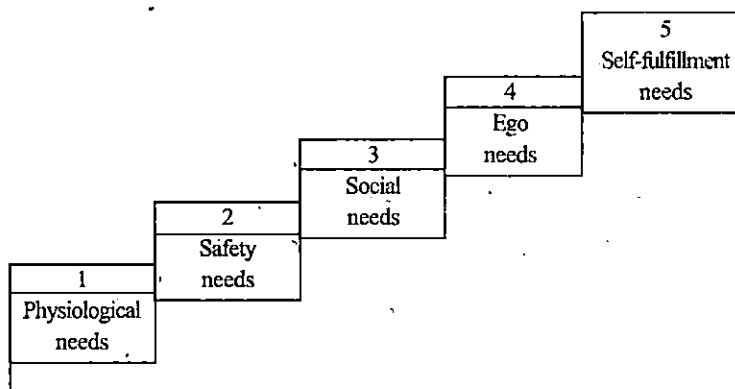 5
Self-fulfillment
needs
4
Ego
needs
3
Social
needs
2
Safety
needs
1
Physiological
needs